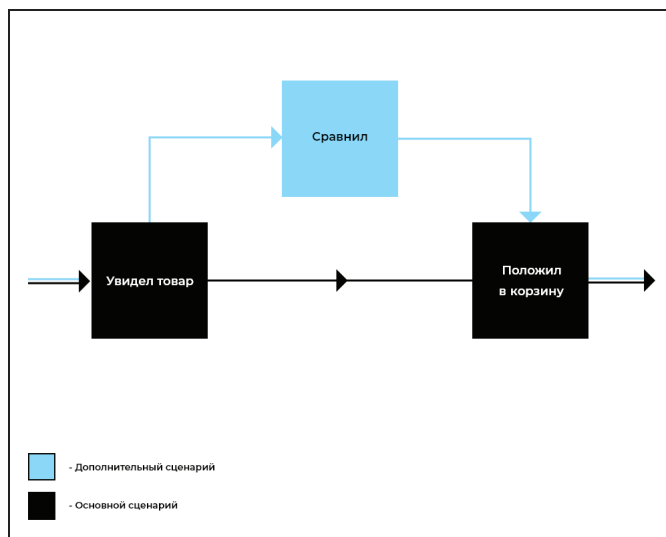 Сравнил
Увидел товар
Положил
в корзину
- Дополнительный сценарий
- Основной сценарий